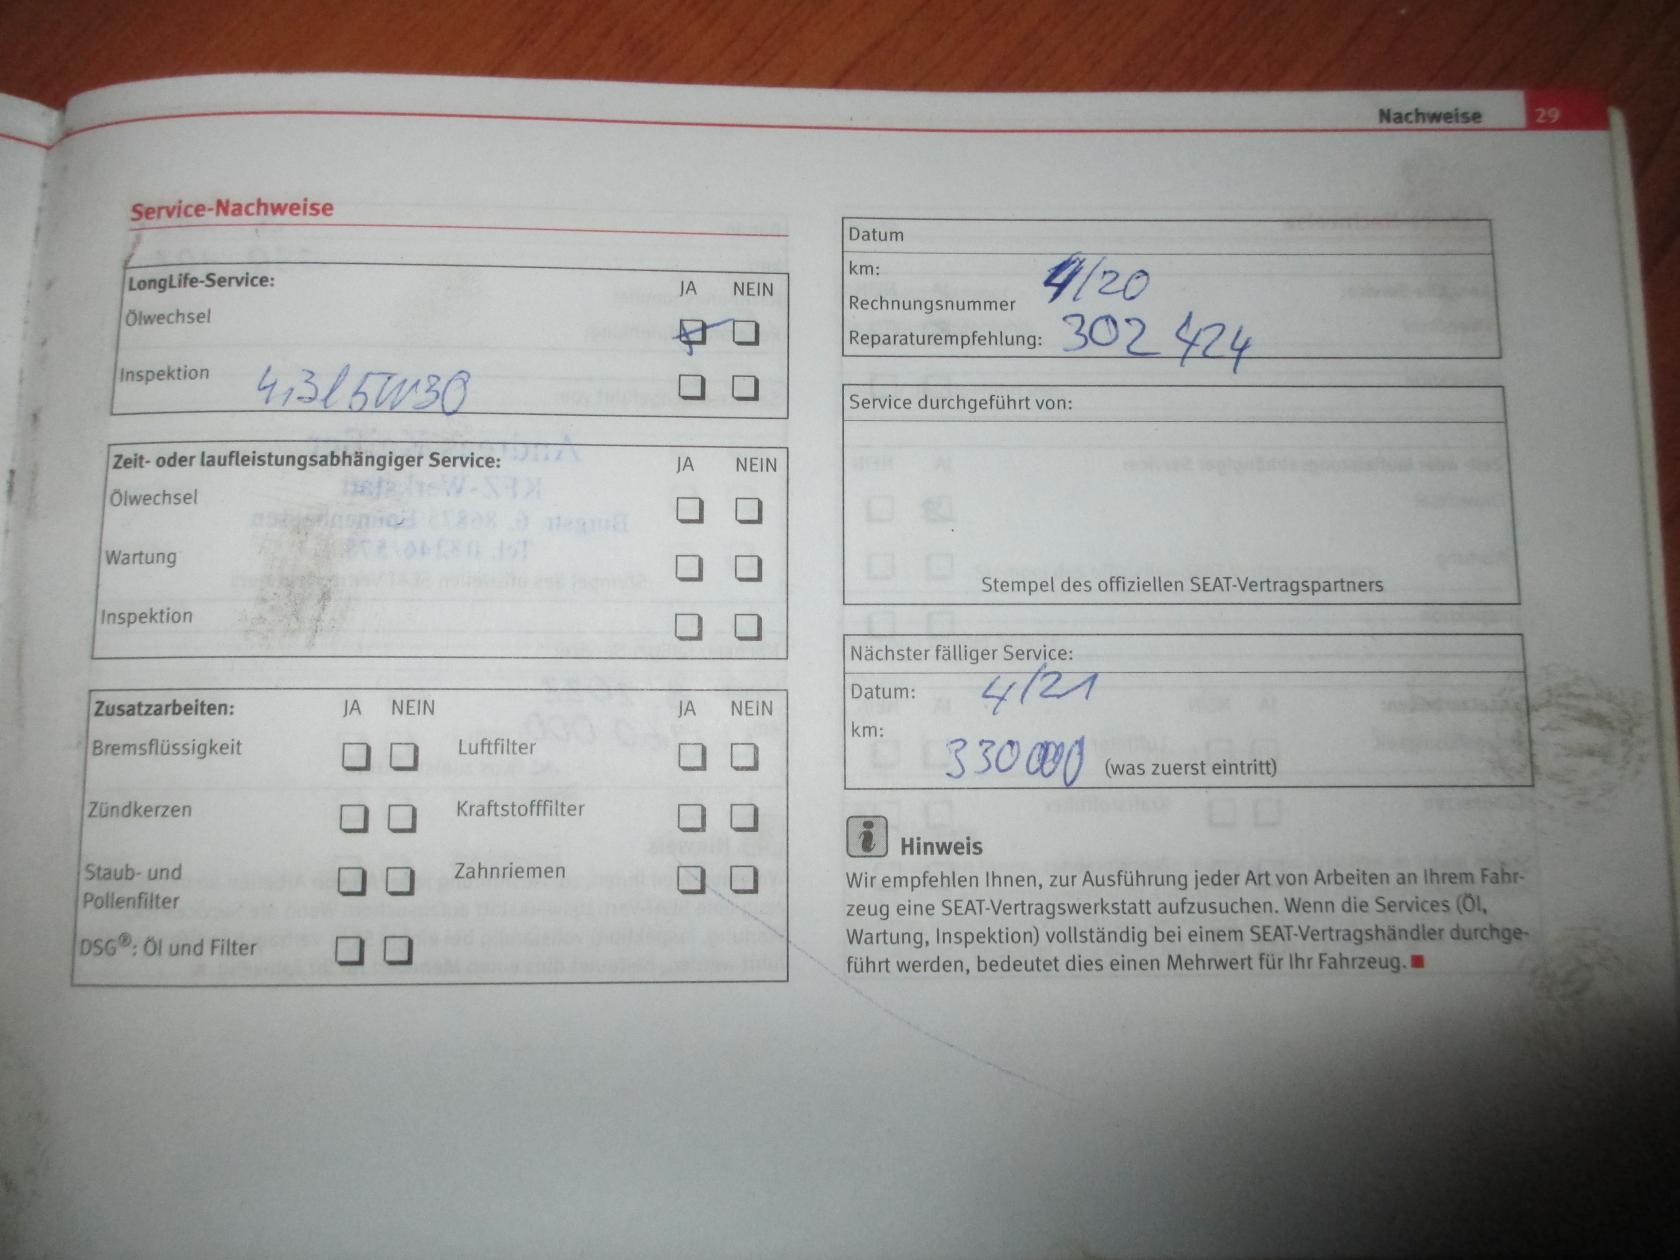 Nachweise 29
Service-Nachweise
LongLife-Service: JA NEIN
Ölwechsel
Inspektion 4,3l 5W30
Zeit- oder laufleistungsabhängiger Service: JA NEIN
Ölwechsel
Wartung
Inspektion
Zusatzarbeiten: JA NEIN JA NEIN
Bremsflüssigkeit Luftfilter
Zündkerzen Kraftstofffilter
Staub- und Zahnriemen
Pollenfilter
DSG®: Öl und Filter
Datum
km: 4/20
Rechnungsnummer
Reparaturempfehlung: 302 424
Service durchgeführt von:
Stempel des offiziellen SEAT-Vertragspartners
Nächster fälliger Service:
Datum: 4/21
km:
330000 (was zuerst eintritt)
i Hinweis
Wir empfehlen Ihnen, zur Ausführung jeder Art von Arbeiten an Ihrem Fahr-
zeug eine SEAT-Vertragswerkstatt aufzusuchen. Wenn die Services (Öl,
Wartung, Inspektion) vollständig bei einem SEAT-Vertragshändler durchge-
führt werden, bedeutet dies einen Mehrwert für Ihr Fahrzeug.